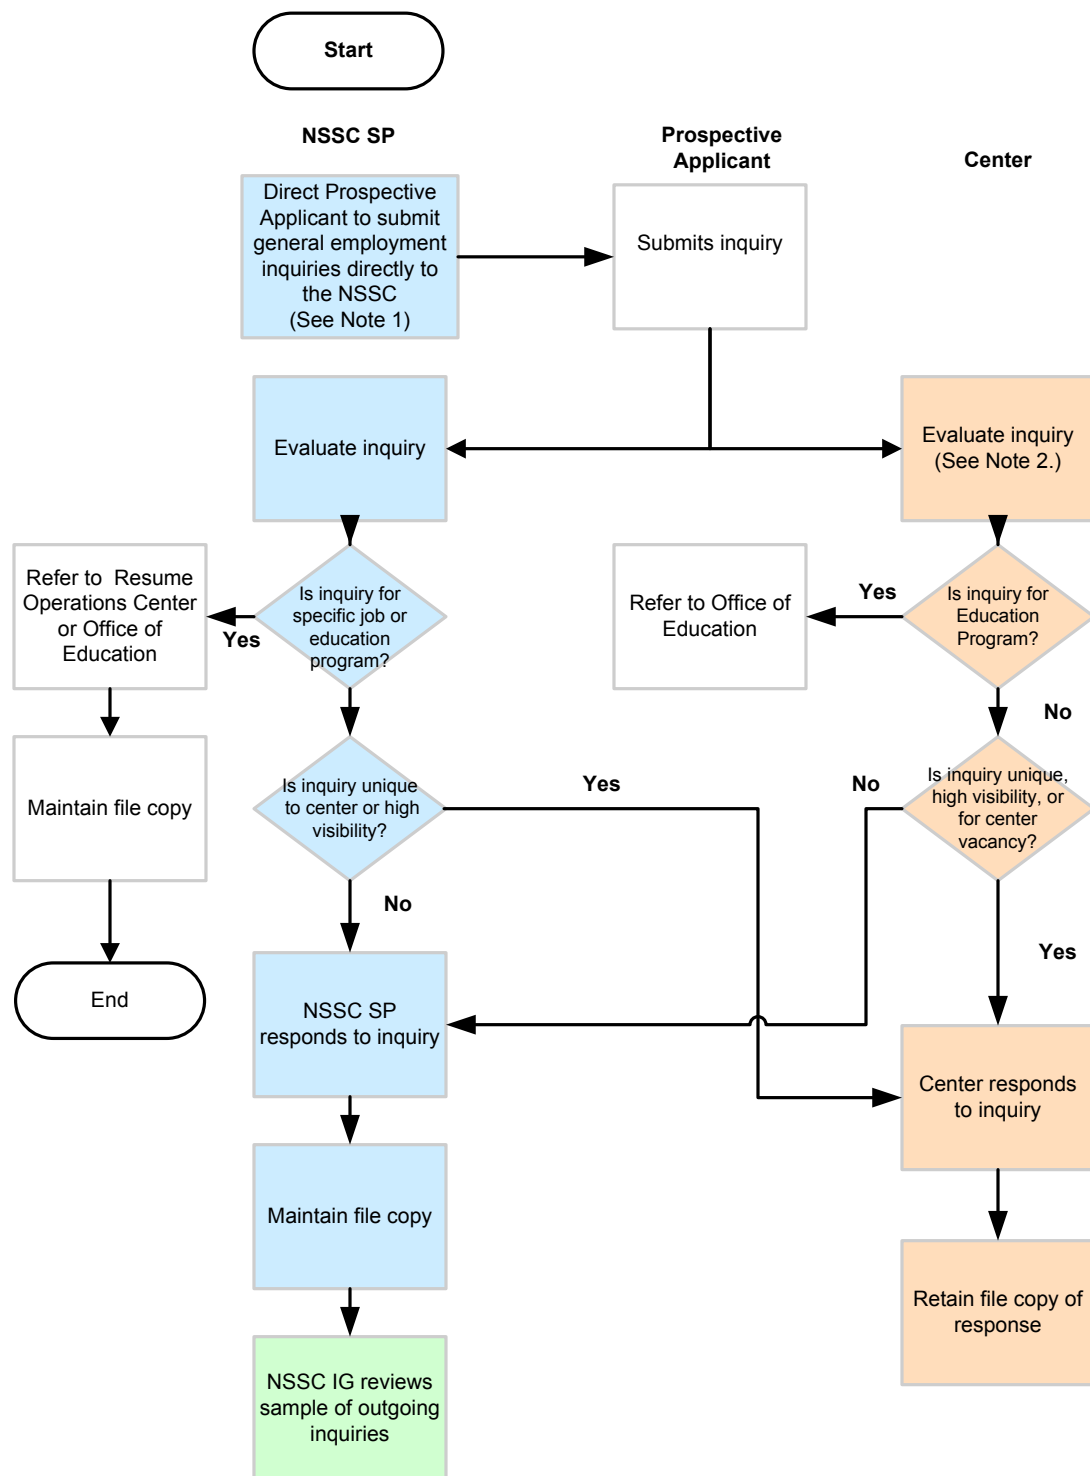 Start
NSSC SP
Prospective
Applicant
Center
Direct Prospective
Applicant to submit
general employment
inquiries directly to
the NSSC
(See Note 1)
Submits inquiry
Evaluate inquiry
Evaluate inquiry
(See Note 2.)
Refer to Resume
Operations Center
or Office of
Education
Yes
Is inquiry for
specific job or
education
program?
Refer to Office of
Education
Yes
Is inquiry for
Education
Program?
No
Maintain file copy
Is inquiry unique
to center or high
visibility?
Yes
No
Is inquiry unique,
high visibility, or
for center
vacancy?
No
Yes
End
NSSC SP
responds to inquiry
Center responds
to inquiry
Maintain file copy
Retain file copy of
response
NSSC IG reviews
sample of outgoing
inquiries